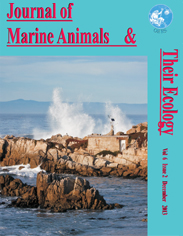 Journal of
Marine Animals &
Their Ecology
Vol 6 Issue 2 December 2013